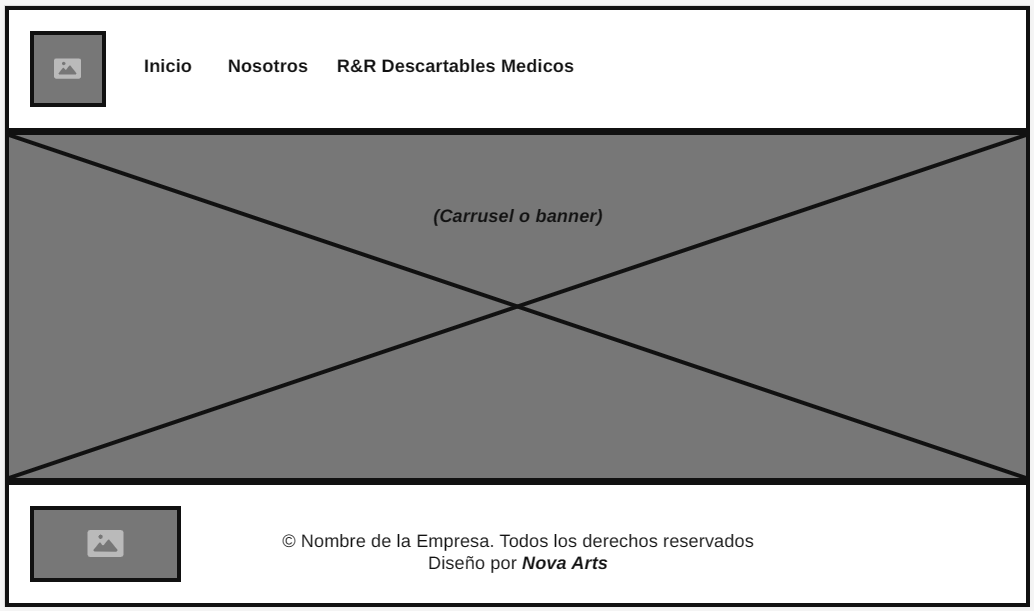 Inicio Nosotros R&R Descartables Medicos
(Carrusel o banner)
© Nombre de la Empresa. Todos los derechos reservados
Diseño por Nova Arts